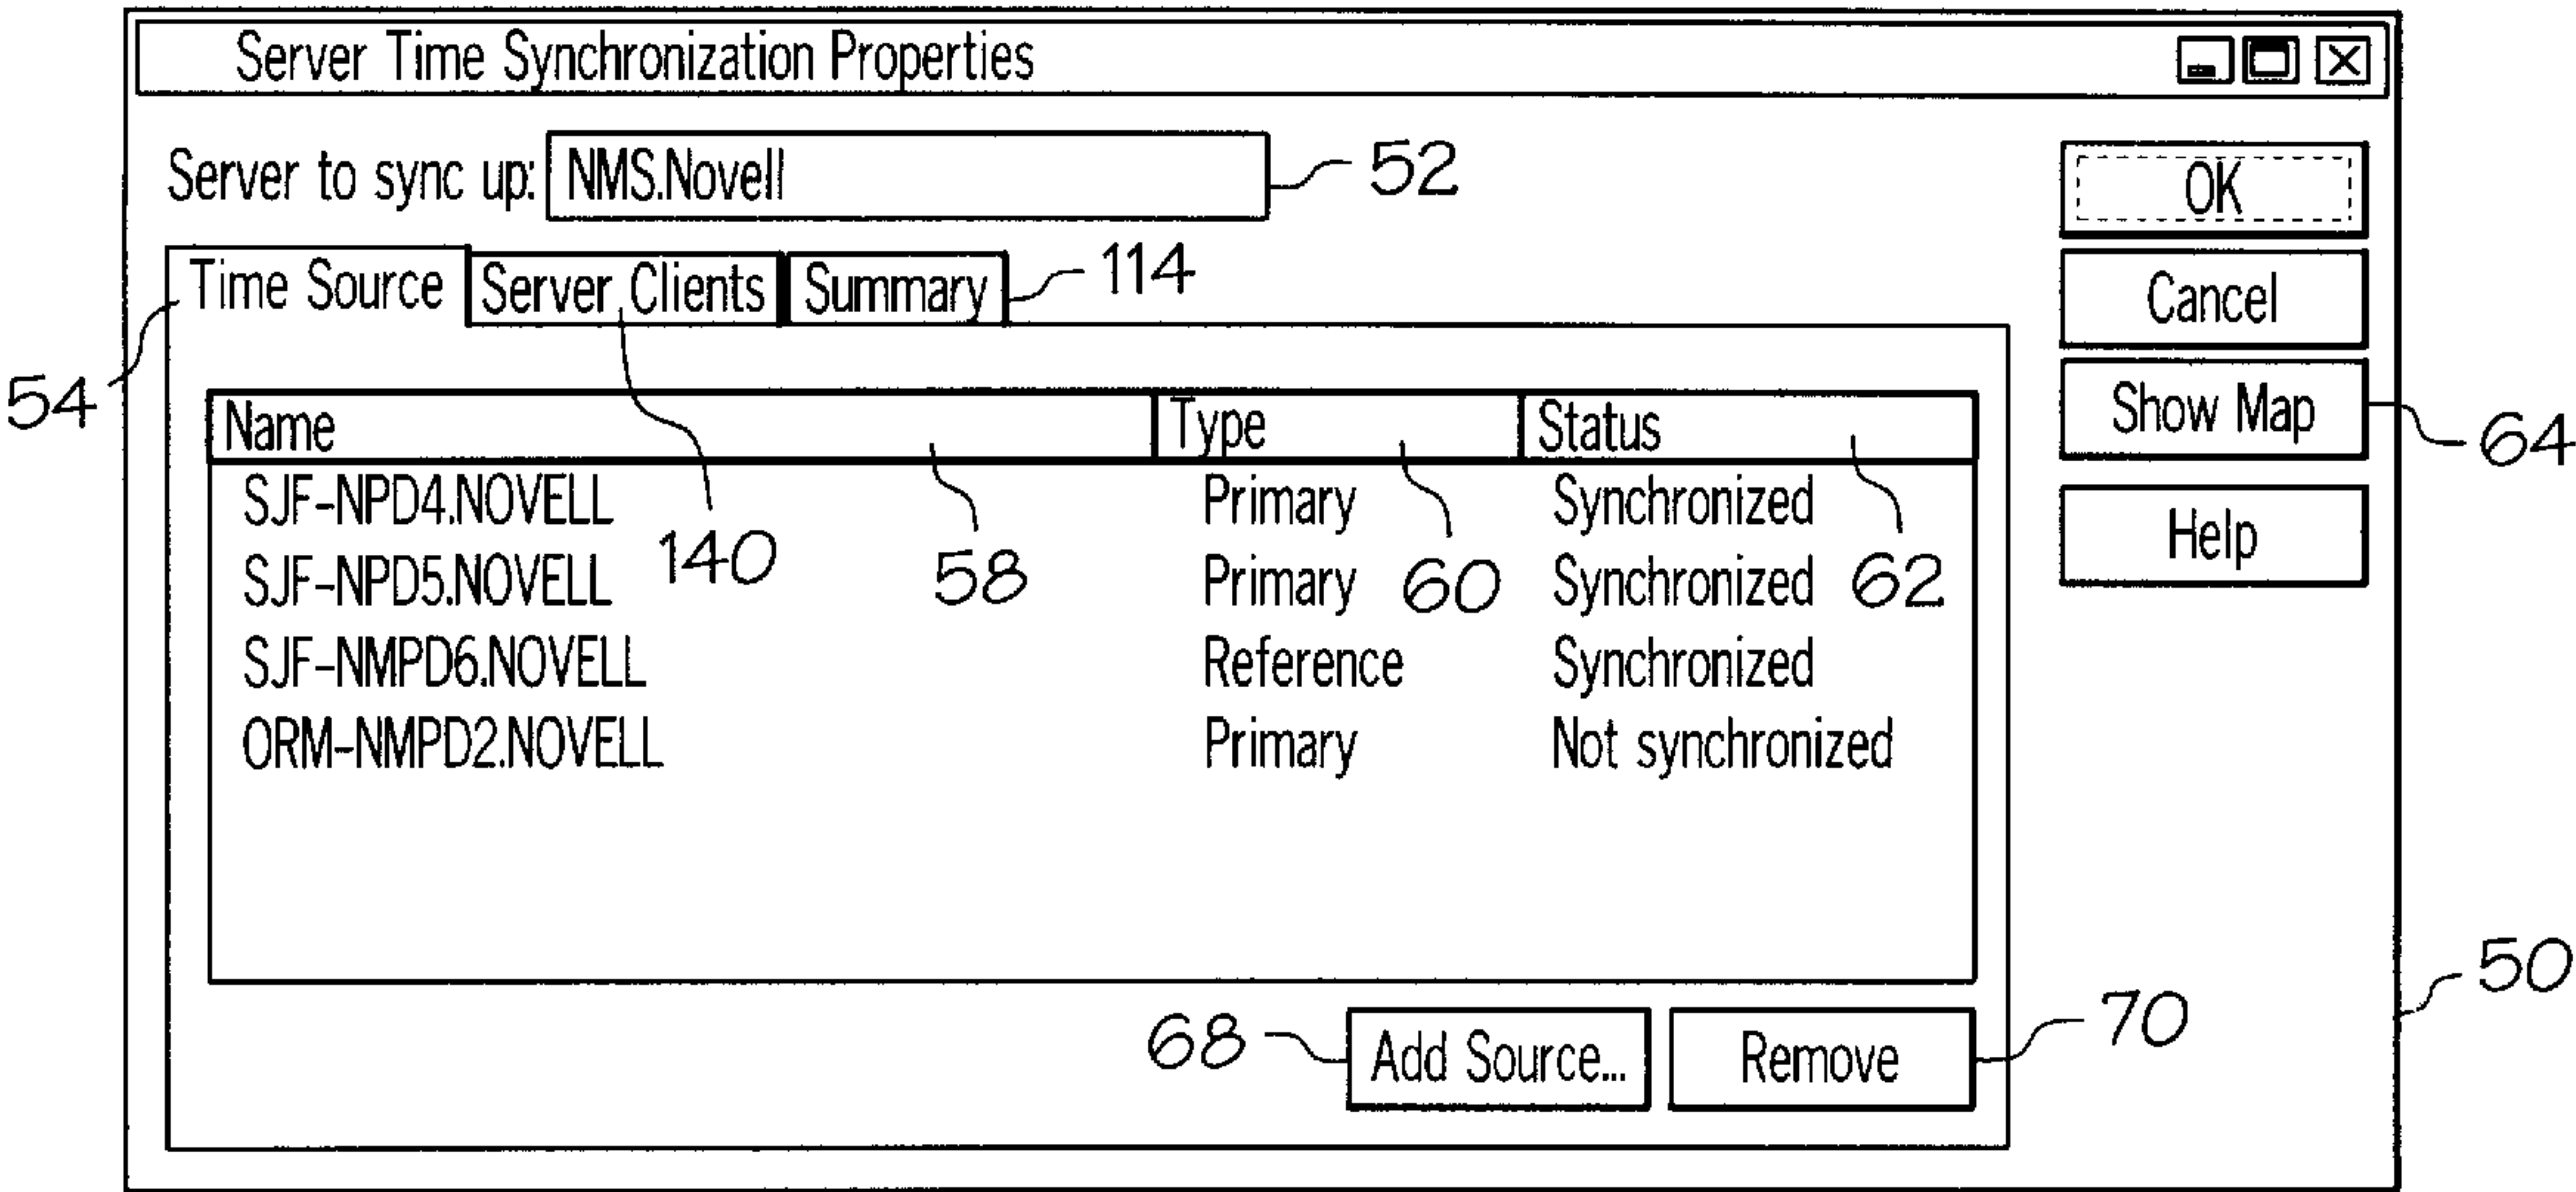 Server Time Synchronization Properties
Server to sync up: NMS.Novell 52 OK
Time Source Server Clients Summary 114 Cancel
54 Name Type Status Show Map 64
SJF-NPD4.NOVELL Primary Synchronized
140 Help
SJF-NPD5.NOVELL 58 Primary 60 Synchronized 62
SJF-NMPD6.NOVELL Reference Synchronized
ORM-NMPD2.NOVELL Primary Not synchronized
50
68 Add Source... Remove 70